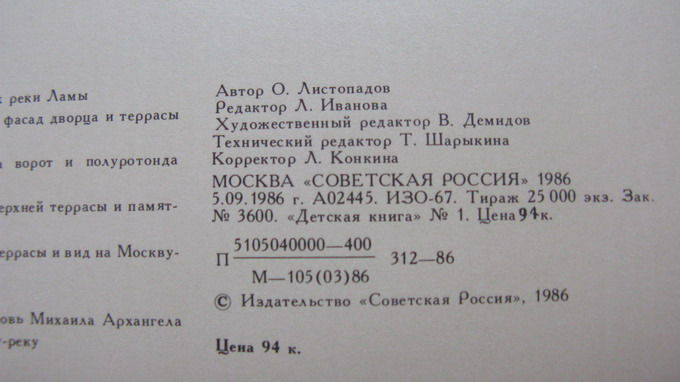 реки Ламы
фасад дворца и террасы
ворот и полуротонда
верхней террасы и памят-
террасы и вид на Москву-
Михаила Архангела
-реку
Автор О. Листопадов
Редактор Л. Иванова
Художественный редактор В. Демидов
Технический редактор Т. Шарыкина
Корректор Л. Конкина
МОСКВА «СОВЕТСКАЯ РОССИЯ» 1986
5.09.1986 г. А02445. ИЗО-67. Тираж 25 000 экз. Зак.
№ 3600. «Детская книга» № 1. Цена 94 к.
П 5105040000—400
М—105(03)86 312—86
© Издательство «Советская Россия», 1986
Цена 94 к.